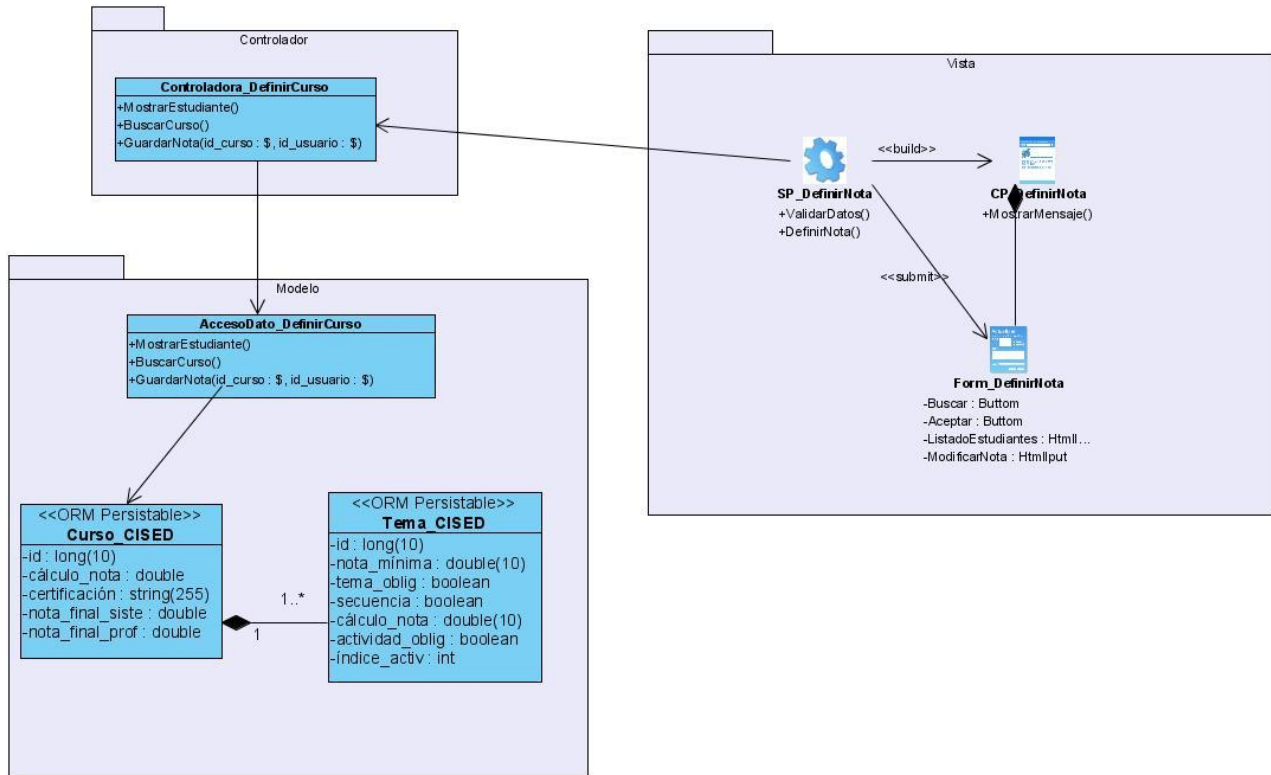 Controlador
Controladora_DefinirCurso
+MostrarEstudiante()
+BuscarCurso()
+GuardarNota(id_curso : $, id_usuario : $)
Vista
<<build>>
SP_DefinirNota
+ValidarDatos()
+DefinirNota()
CP_DefinirNota
+MostrarMensaje()
<<submit>>
Form_DefinirNota
-Buscar : Buttom
-Aceptar : Buttom
-ListadoEstudiantes : HtmlI...
-ModificarNota : HtmlIput
Modelo
AccesoDato_DefinirCurso
+MostrarEstudiante()
+BuscarCurso()
+GuardarNota(id_curso : $, id_usuario : $)
<<ORM Persistable>>
Curso_CISED
-id : long(10)
-cálculo_nota : double
-certificación : string(255)
-nota_final_siste : double
-nota_final_prof : double
1..*
1
<<ORM Persistable>>
Tema_CISED
-id : long(10)
-nota_mínima : double(10)
-tema_oblig : boolean
-secuencia : boolean
-cálculo_nota : double(10)
-actividad_oblig : boolean
-índice_activ : int